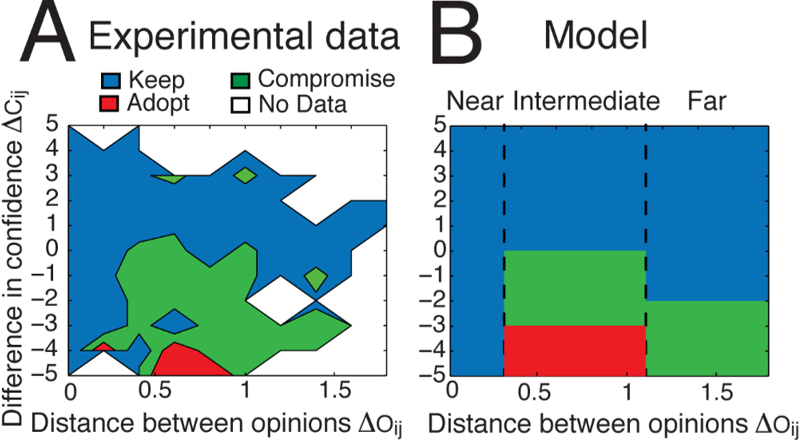 A Experimental data
Keep Compromise
Adopt No Data
Difference in confidence ΔCij
5
4
3
2
1
0
−1
−2
−3
−4
−5
0 0.5 1 1.5
Distance between opinions ΔOij
B Model
Near Intermediate Far
5
4
3
2
1
0
−1
−2
−3
−4
−5
0 0.5 1 1.5
Distance between opinions ΔOij